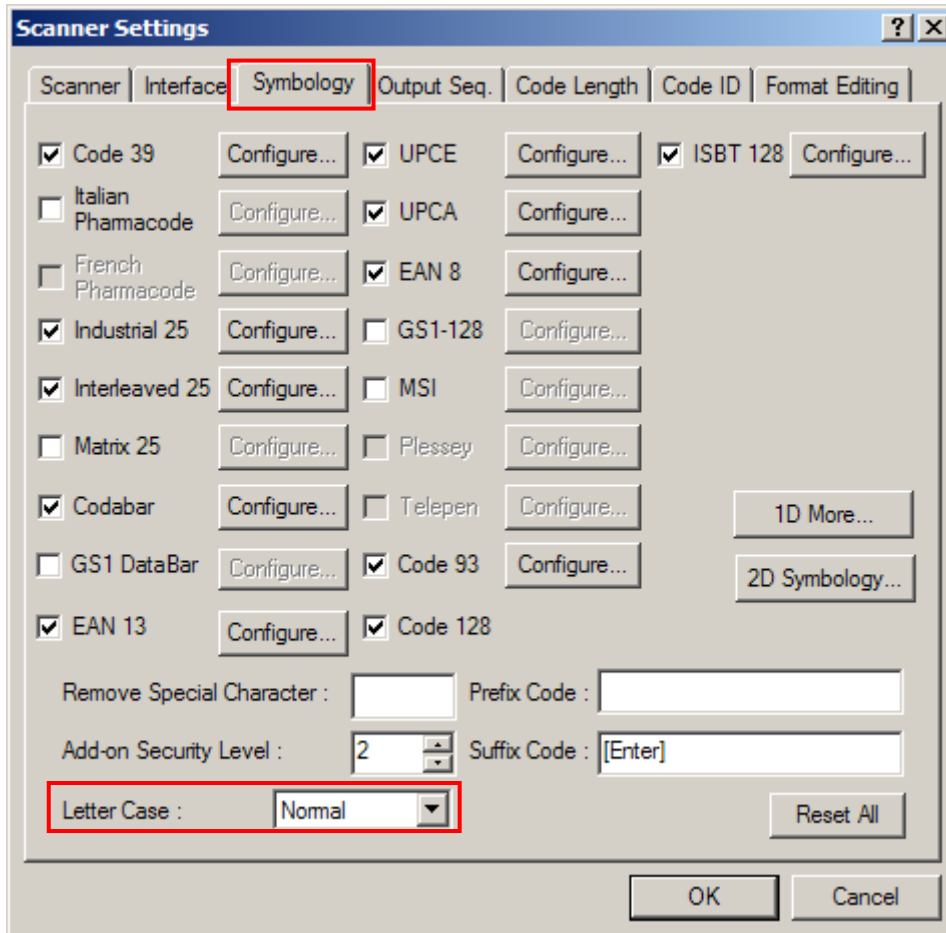 Scanner Settings
Scanner Interface Symbology Output Seq. Code Length Code ID Format Editing
Code 39 Configure... UPCE Configure... ISBT 128 Configure...
Italian
Pharmacode Configure... UPCA Configure...
French
Pharmacode Configure... EAN 8 Configure...
Industrial 25 Configure... GS1-128 Configure...
Interleaved 25 Configure... MSI Configure...
Matrix 25 Configure... Plessey Configure...
Codabar Configure... Telepen Configure... 1D More...
GS1 DataBar Configure... Code 93 Configure... 2D Symbology...
EAN 13 Configure... Code 128
Remove Special Character : Prefix Code :
Add-on Security Level : 2 Suffix Code : [Enter]
Letter Case : Normal Reset All
OK Cancel